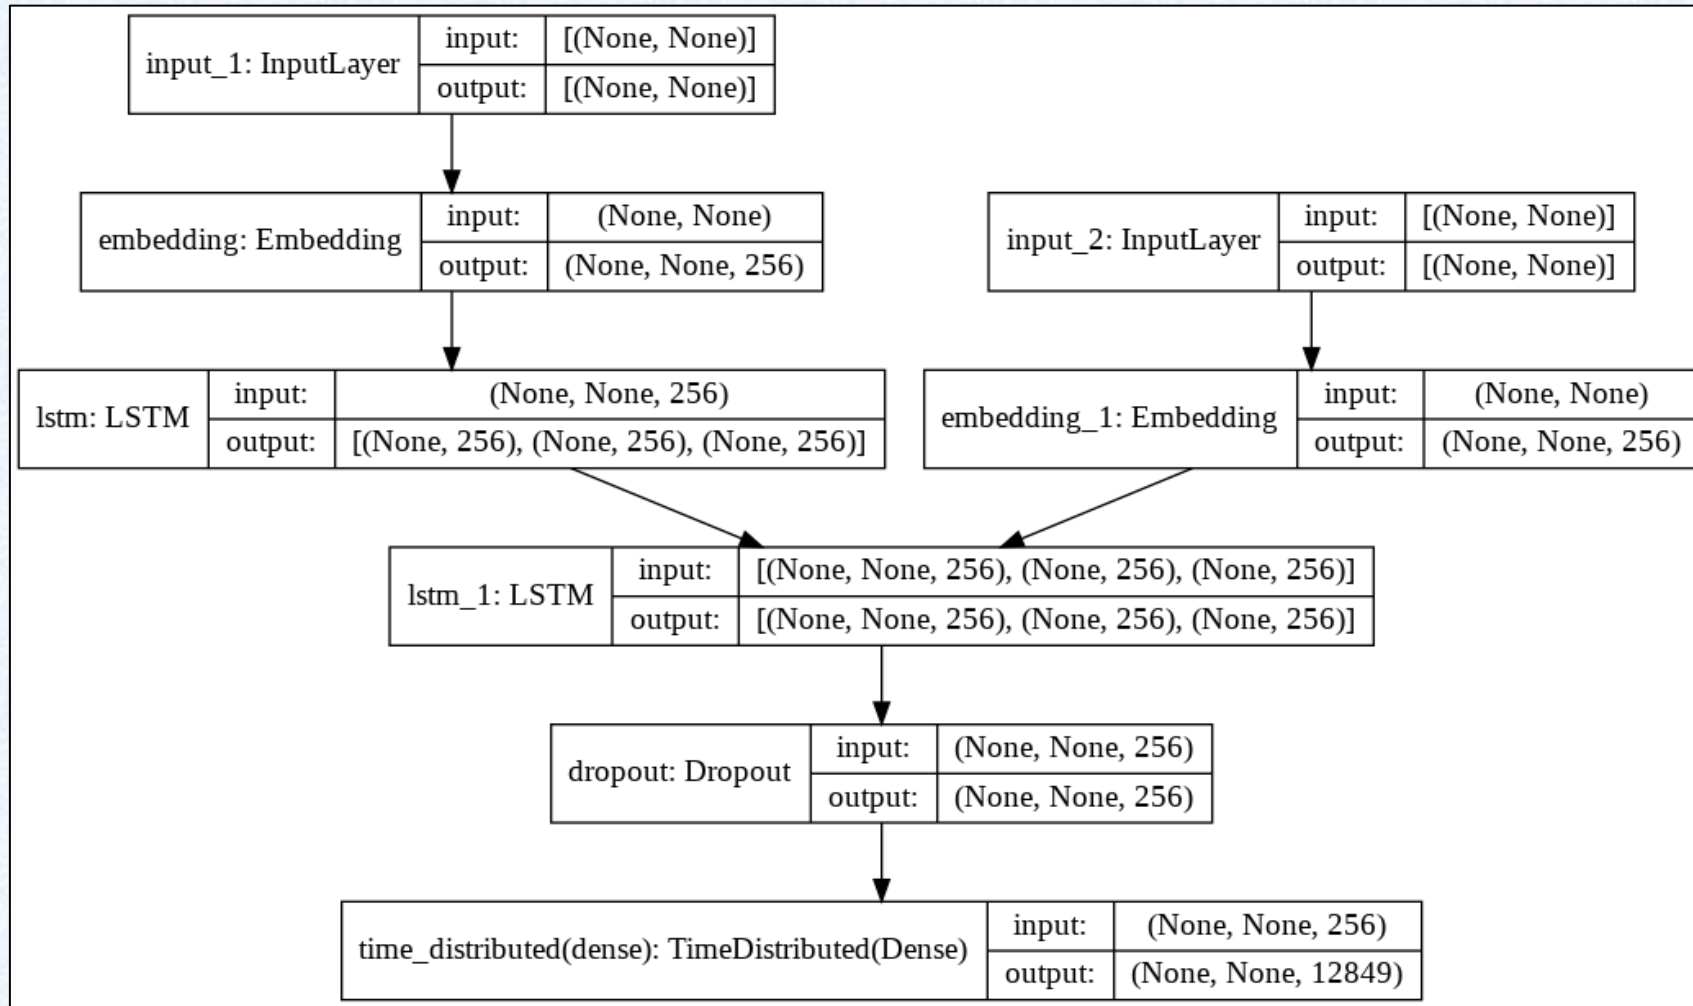 input_1: InputLayer
input: [(None, None)]
output: [(None, None)]
embedding: Embedding
input: (None, None)
output: (None, None, 256)
input_2: InputLayer
input: [(None, None)]
output: [(None, None)]
lstm: LSTM
input: (None, None, 256)
output: [(None, 256), (None, 256), (None, 256)]
embedding_1: Embedding
input: (None, None)
output: (None, None, 256)
lstm_1: LSTM
input: [(None, None, 256), (None, 256), (None, 256)]
output: [(None, None, 256), (None, 256), (None, 256)]
dropout: Dropout
input: (None, None, 256)
output: (None, None, 256)
time_distributed(dense): TimeDistributed(Dense)
input: (None, None, 256)
output: (None, None, 12849)